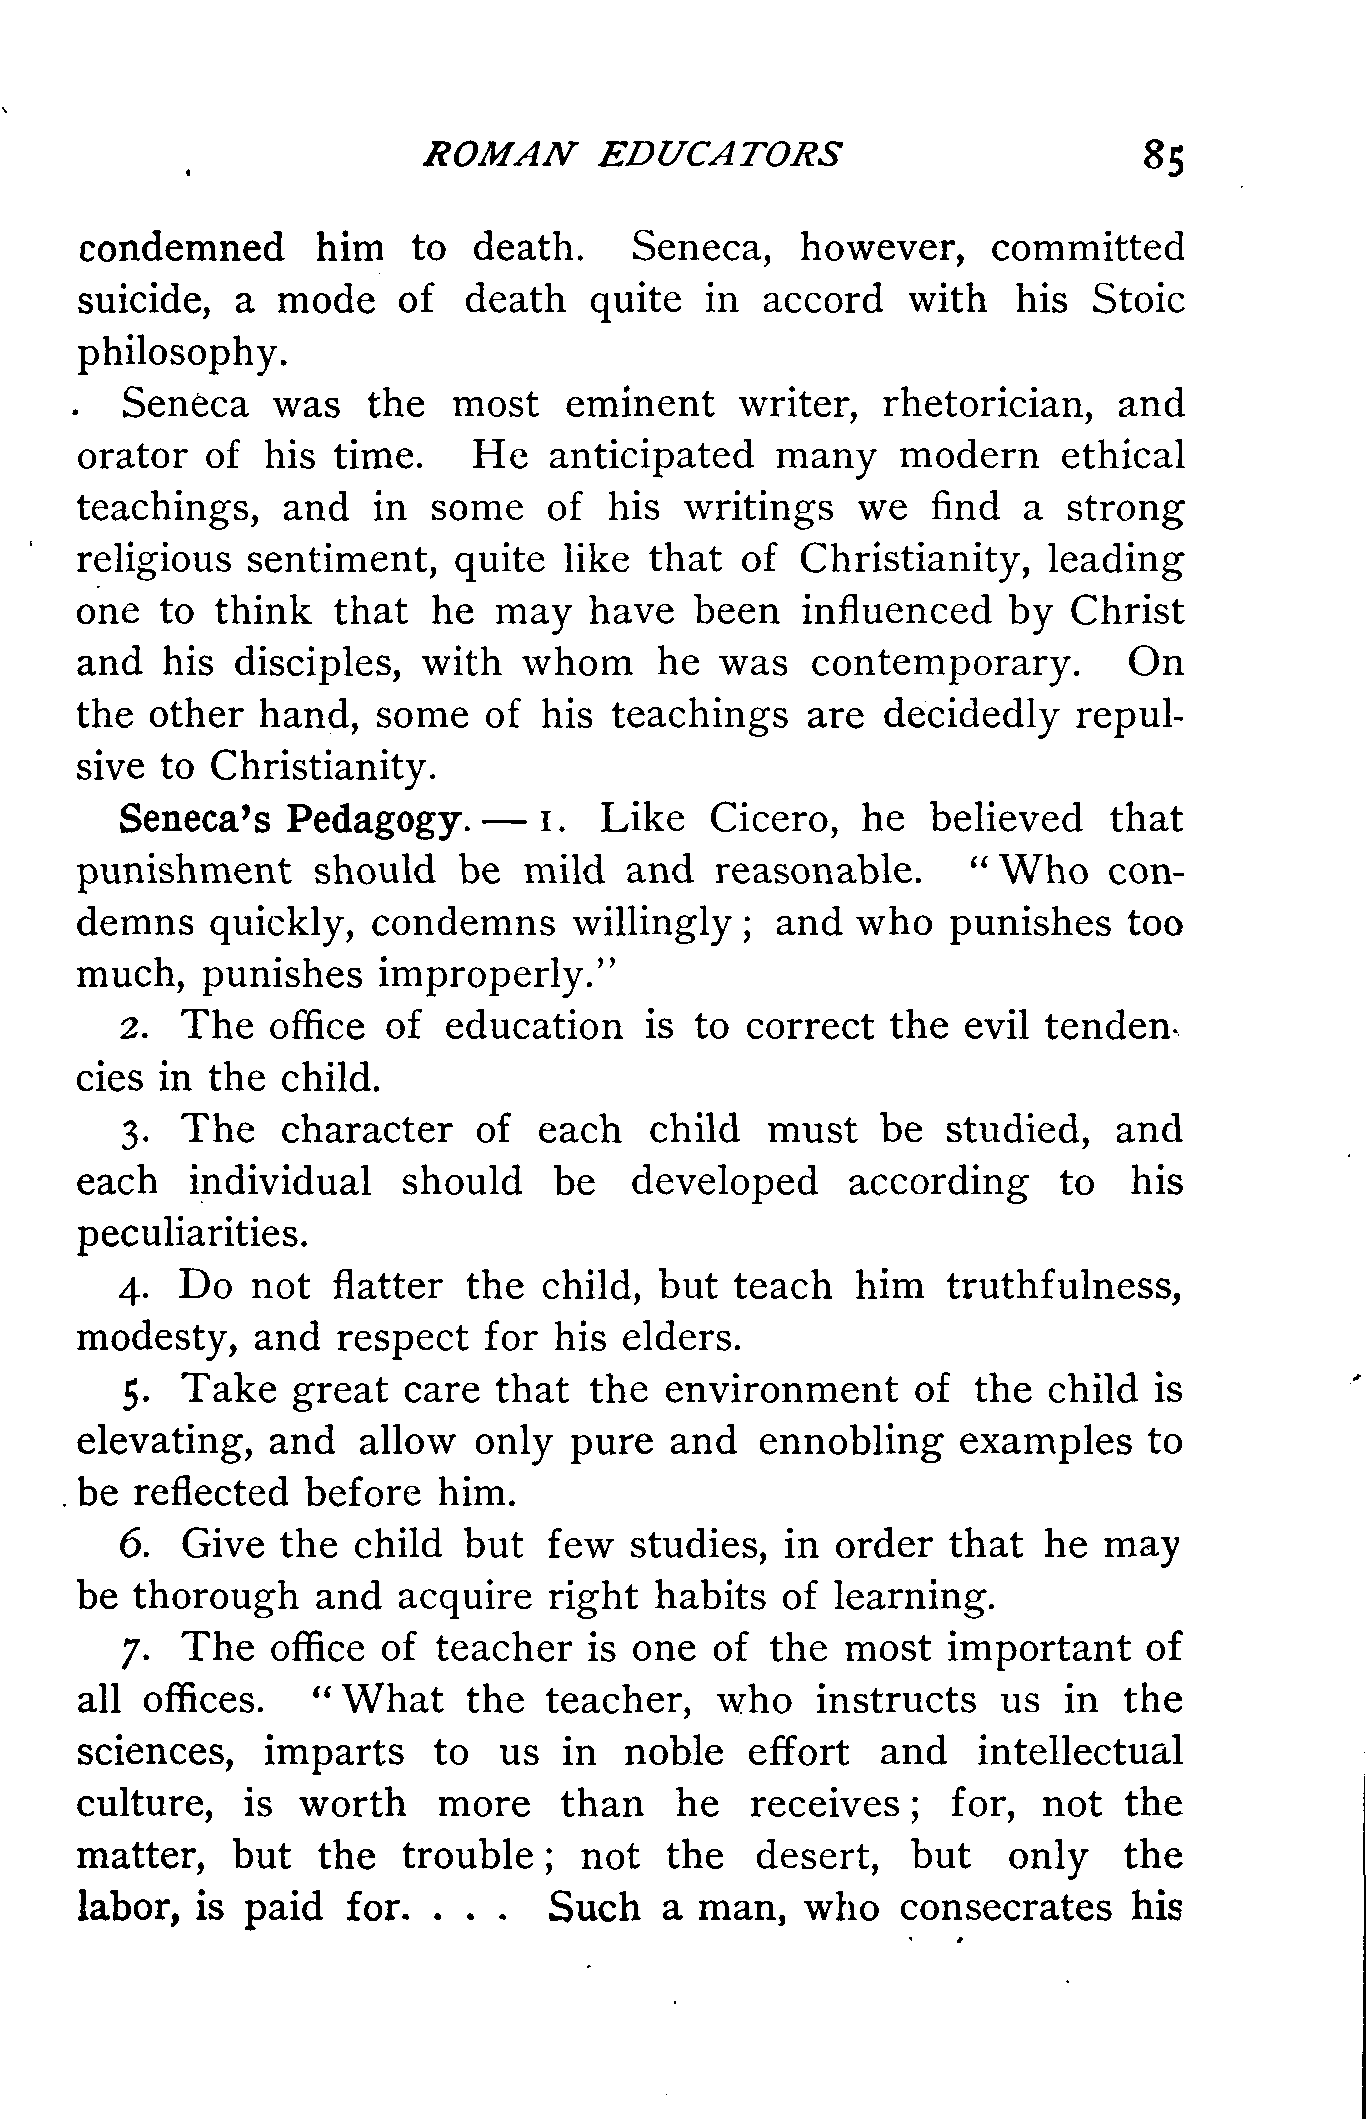 ROMAN EDUCATORS 85
condemned him to death. Seneca, however, committed
suicide, a mode of death quite in accord with his Stoic
philosophy.
Seneca was the most eminent writer, rhetorician, and
orator of his time. He anticipated many modern ethical
teachings, and in some of his writings we find a strong
religious sentiment, quite like that of Christianity, leading
one to think that he may have been influenced by Christ
and his disciples, with whom he was contemporary. On
the other hand, some of his teachings are decidedly repul-
sive to Christianity.
Seneca's Pedagogy. — 1. Like Cicero, he believed that
punishment should be mild and reasonable. "Who con-
demns quickly, condemns willingly; and who punishes too
much, punishes improperly."
2. The office of education is to correct the evil tenden-
cies in the child.
3. The character of each child must be studied, and
each individual should be developed according to his
peculiarities.
4. Do not flatter the child, but teach him truthfulness,
modesty, and respect for his elders.
5. Take great care that the environment of the child is
elevating, and allow only pure and ennobling examples to
be reflected before him.
6. Give the child but few studies, in order that he may
be thorough and acquire right habits of learning.
7. The office of teacher is one of the most important of
all offices. "What the teacher, who instructs us in the
sciences, imparts to us in noble effort and intellectual
culture, is worth more than he receives; for, not the
matter, but the trouble; not the desert, but only the
labor, is paid for. . . . Such a man, who consecrates his